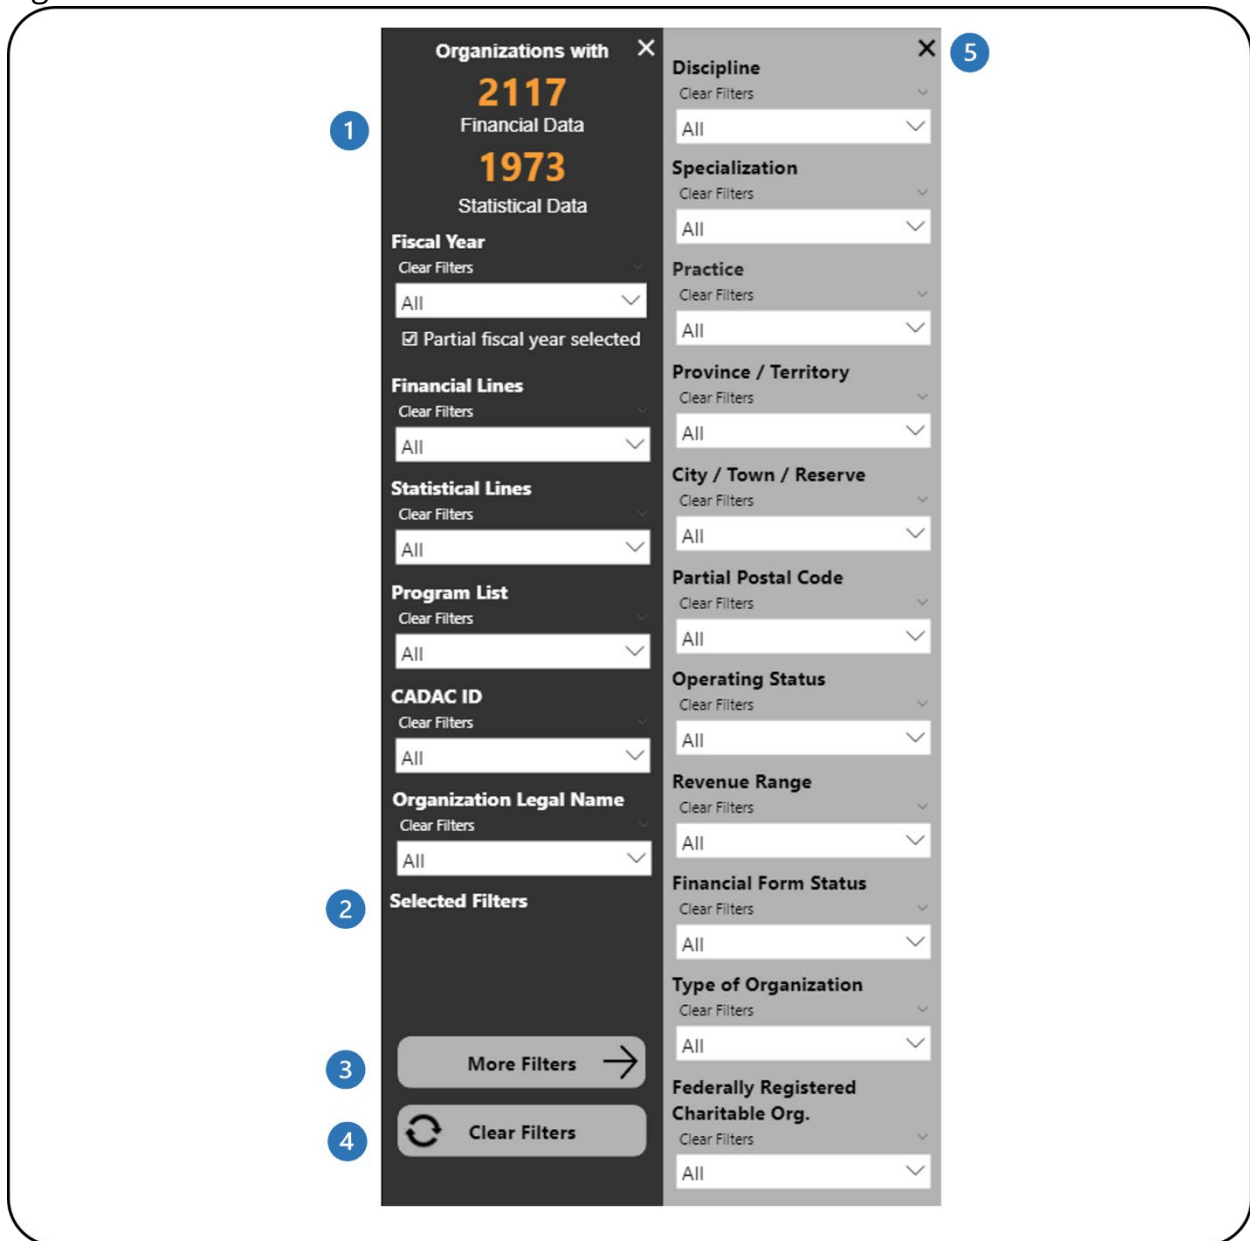 1
Organizations with
2117
Financial Data
1973
Statistical Data
Fiscal Year
Clear Filters
All
Partial fiscal year selected
Financial Lines
Clear Filters
All
Statistical Lines
Clear Filters
All
Program List
Clear Filters
All
CADAC ID
Clear Filters
All
Organization Legal Name
Clear Filters
All
2
Selected Filters
3
More Filters
4
Clear Filters
5
Discipline
Clear Filters
All
Specialization
Clear Filters
All
Practice
Clear Filters
All
Province / Territory
Clear Filters
All
City / Town / Reserve
Clear Filters
All
Partial Postal Code
Clear Filters
All
Operating Status
Clear Filters
All
Revenue Range
Clear Filters
All
Financial Form Status
Clear Filters
All
Type of Organization
Clear Filters
All
Federally Registered
Charitable Org.
Clear Filters
All